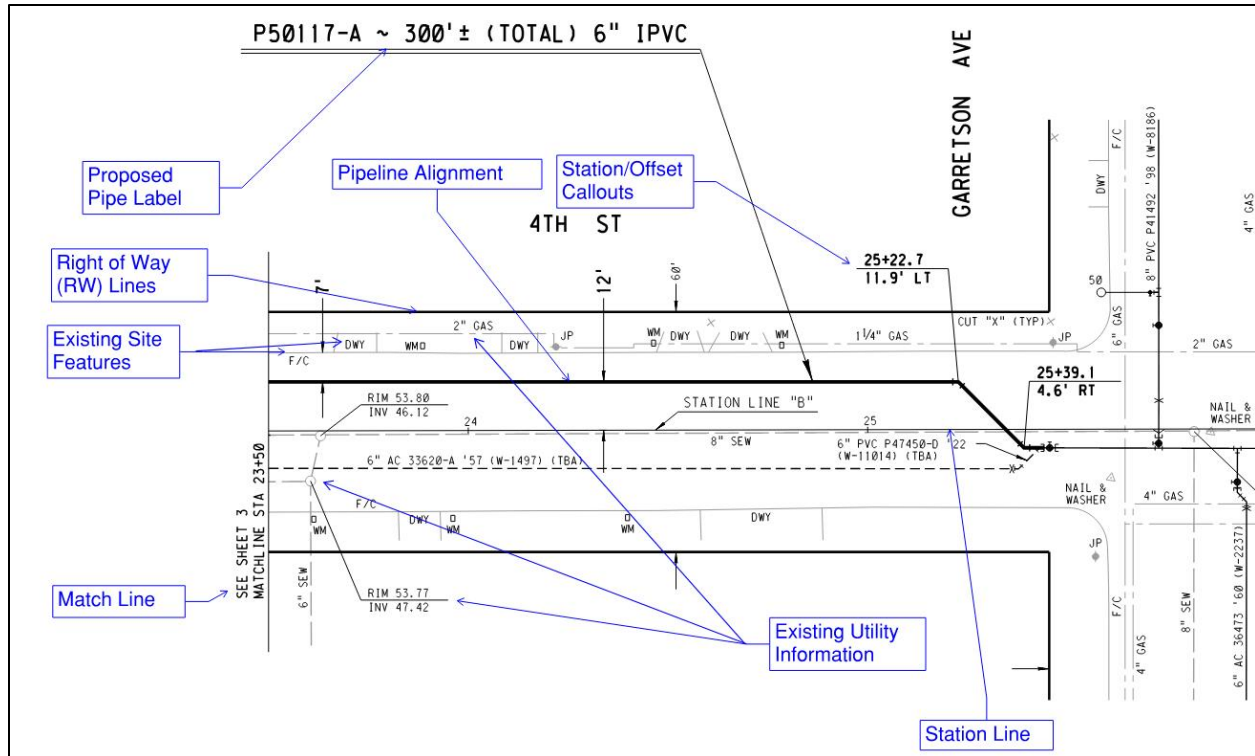 P50117-A ~ 300'± (TOTAL) 6" IPVC
GARRETSON AVE
Proposed
Pipe Label
Pipeline Alignment
Station/Offset
Callouts
4TH ST
Right of Way
(RW) Lines
Existing Site
Features
7'
12'
60'
25+22.7
11.9' LT
50
F/C
DWY
8" PVC P41492 '98 (W-8186)
4" GAS
CUT "X" (TYP)
2" GAS
JP
WM
DWY
DWY
WM
1¼" GAS
JP
6" GAS
2" GAS
DWY
WM
DWY
F/C
25+39.1
4.6' RT
RIM 53.80
INV 46.12
24
STATION LINE "B"
25
8" SEW
NAIL &
WASHER
6" PVC P47450-D '22
(W-11014) (TBA)
6" AC 33620-A '57 (W-1497) (TBA)
NAIL &
WASHER
4" GAS
F/C
WM
DWY
WM
WM
DWY
JP
SEE SHEET 3
MATCHLINE STA 23+50
Match Line
6" SEW
RIM 53.77
INV 47.42
Existing Utility
Information
F/C
4" GAS
8" SEW
6" AC 36473 '60 (W-2237)
Station Line